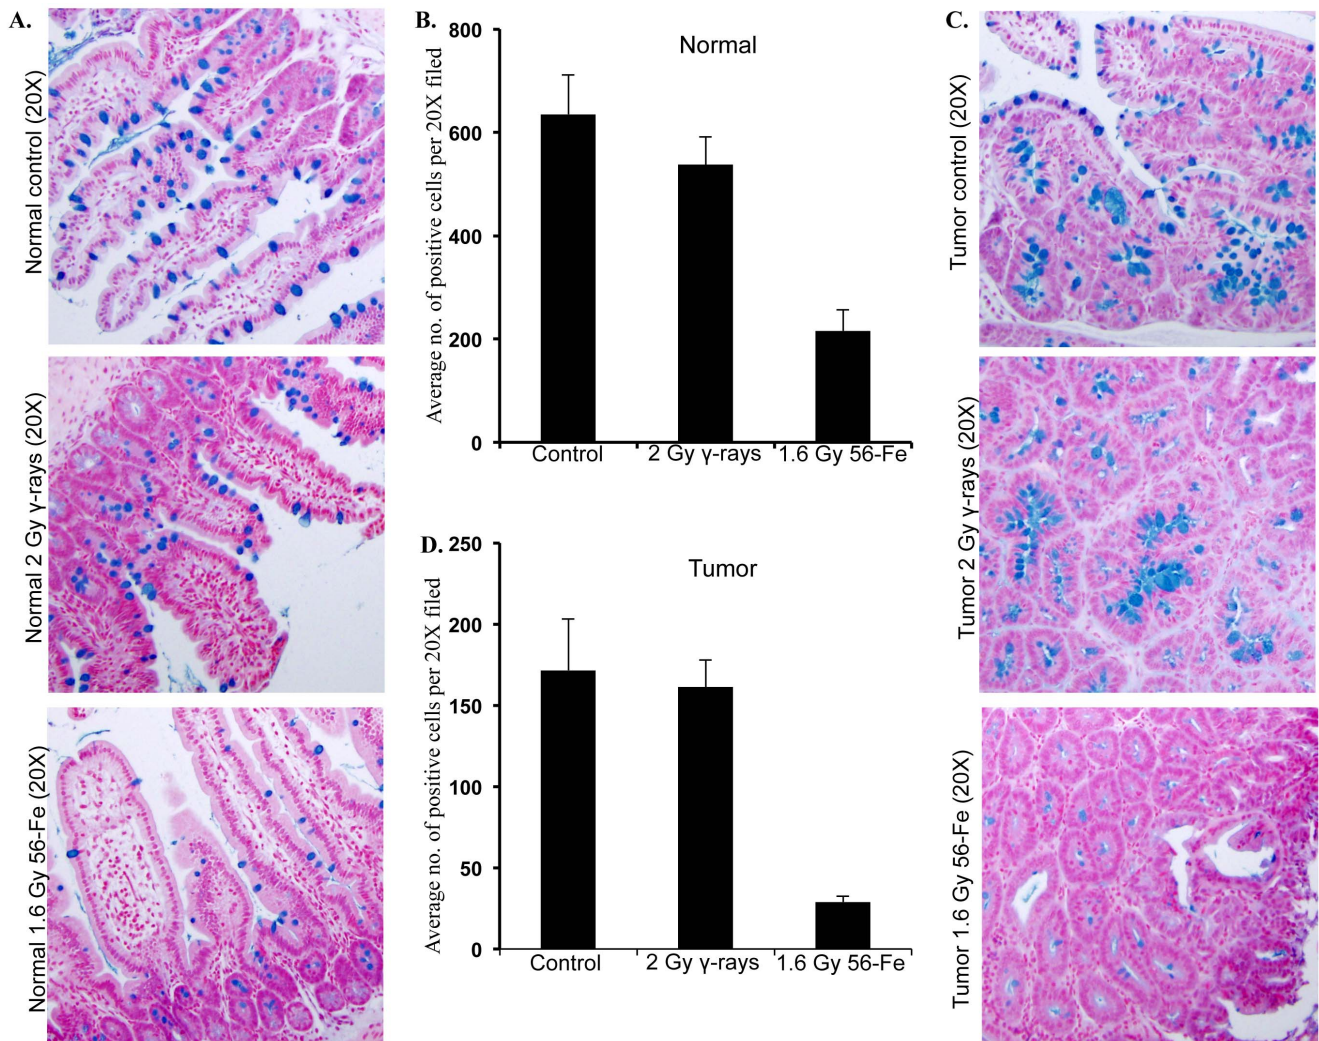 A.
Normal control (20X)
Normal 2 Gy γ-rays (20X)
Normal 1.6 Gy 56-Fe (20X)
B.
Normal
Average no. of positive cells per 20X filed
800
600
400
200
0
Control
2 Gy γ-rays
1.6 Gy 56-Fe
C.
Tumor control (20X)
Tumor 2 Gy γ-rays (20X)
Tumor 1.6 Gy 56-Fe (20X)
D.
Tumor
Average no. of positive cells per 20X filed
250
200
150
100
50
0
Control
2 Gy γ-rays
1.6 Gy 56-Fe